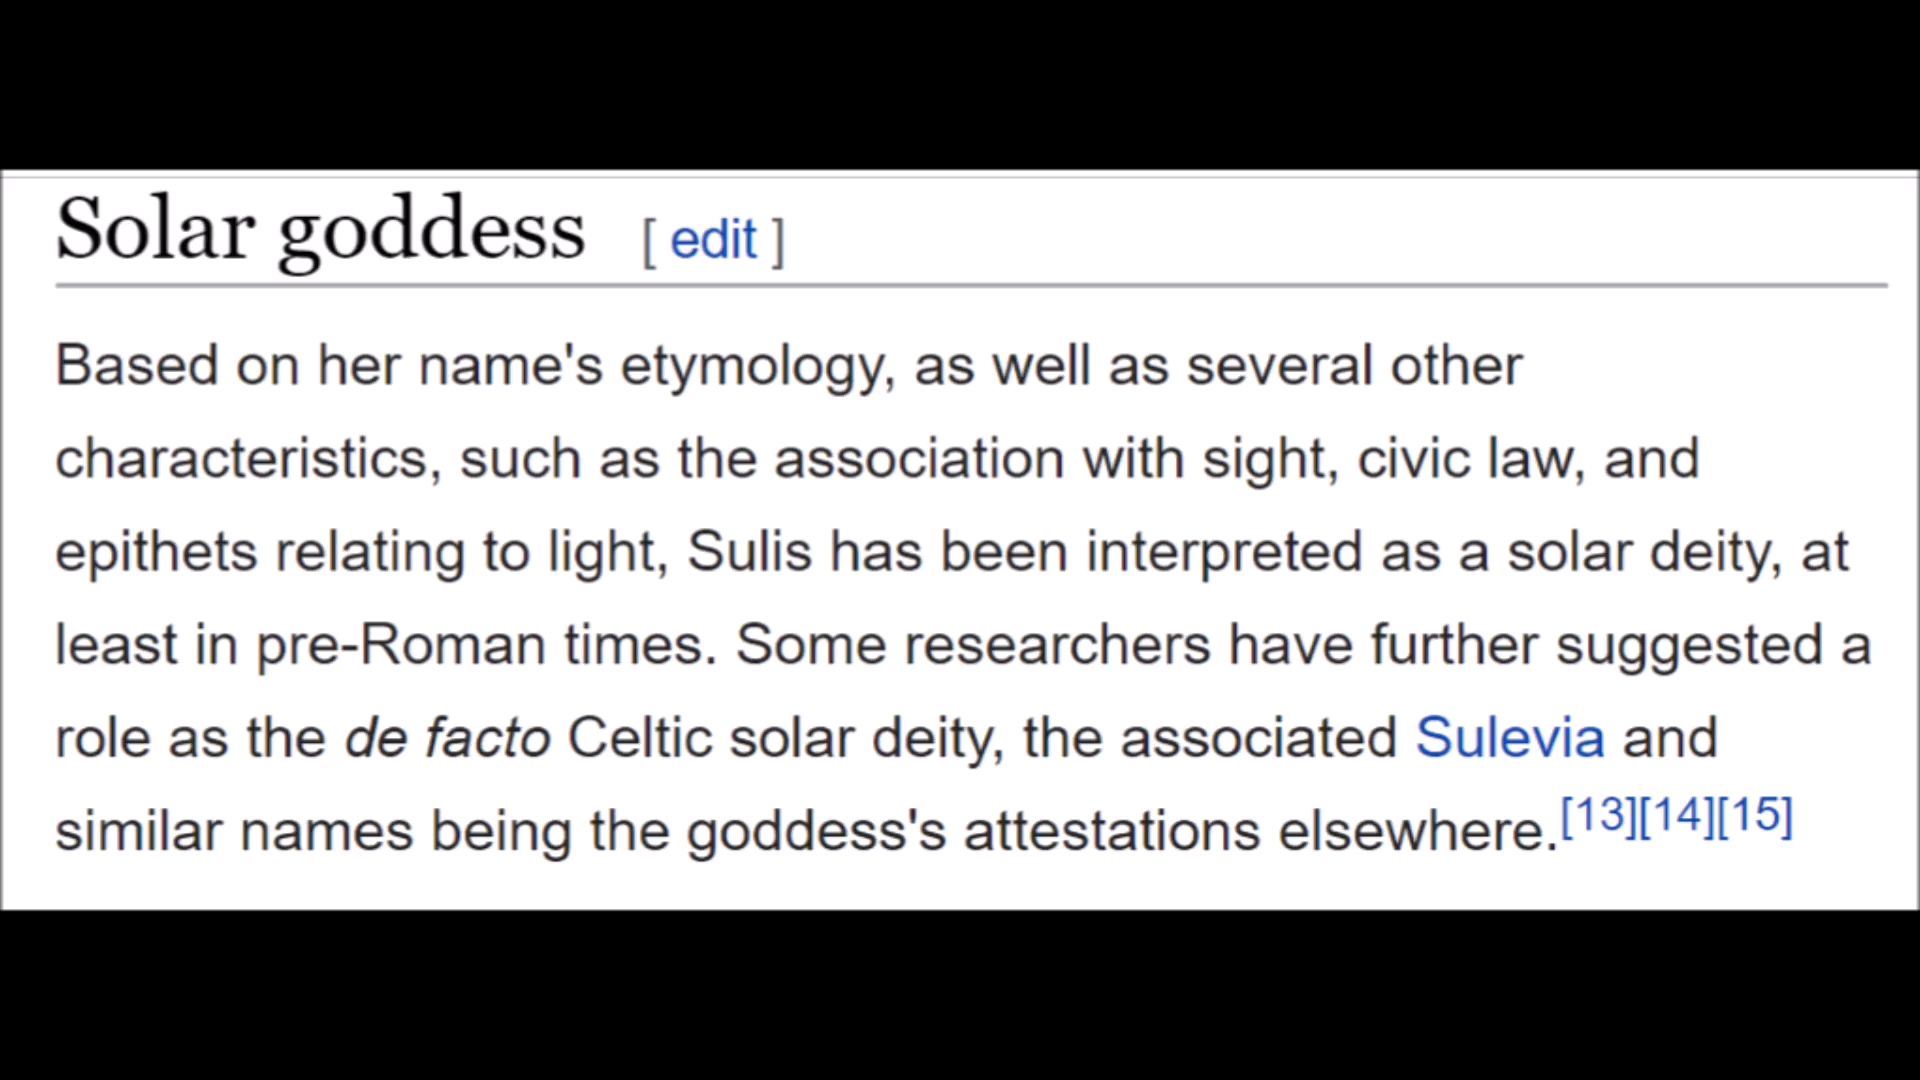 Solar goddess [ edit ]
Based on her name's etymology, as well as several other
characteristics, such as the association with sight, civic law, and
epithets relating to light, Sulis has been interpreted as a solar deity, at
least in pre-Roman times. Some researchers have further suggested a
role as the de facto Celtic solar deity, the associated Sulevia and
similar names being the goddess's attestations elsewhere.[13][14][15]